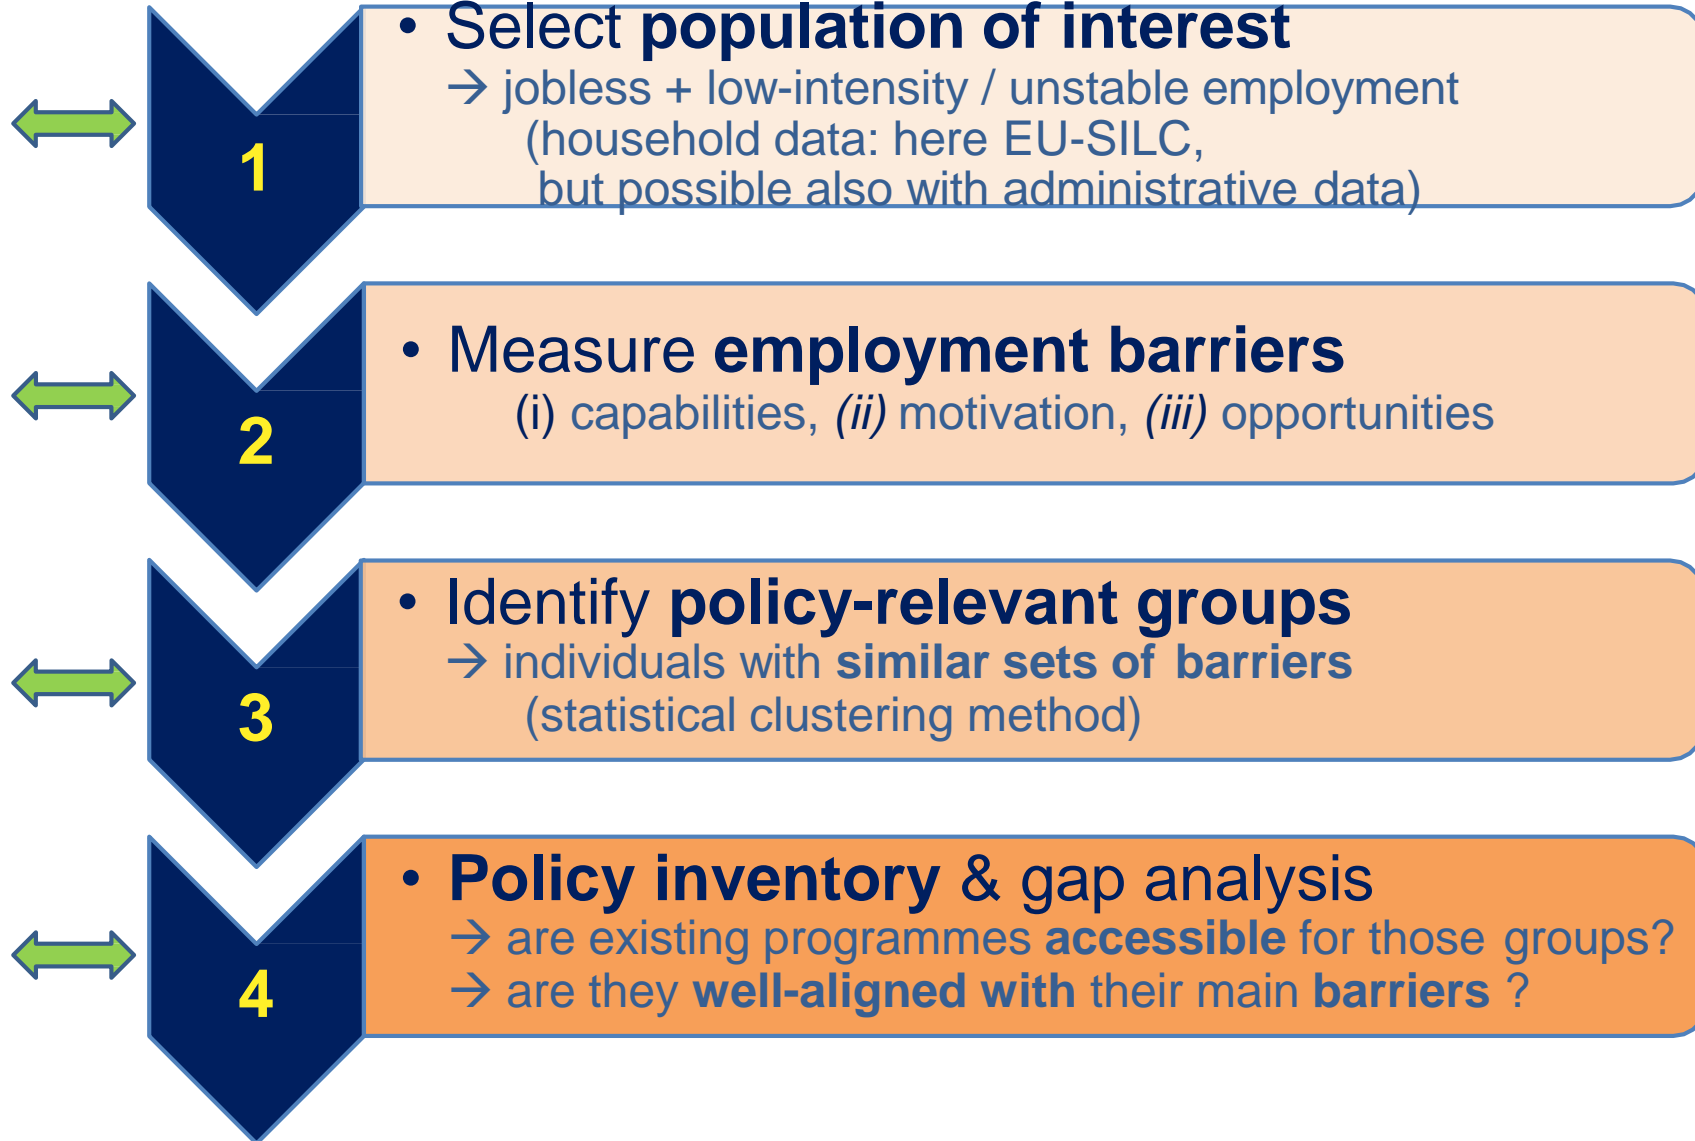 • Select population of interest
→ jobless + low-intensity / unstable employment
(household data: here EU-SILC,
but possible also with administrative data)
1
• Measure employment barriers
(i) capabilities, (ii) motivation, (iii) opportunities
2
• Identify policy-relevant groups
→ individuals with similar sets of barriers
(statistical clustering method)
3
• Policy inventory & gap analysis
→ are existing programmes accessible for those groups?
→ are they well-aligned with their main barriers ?
4